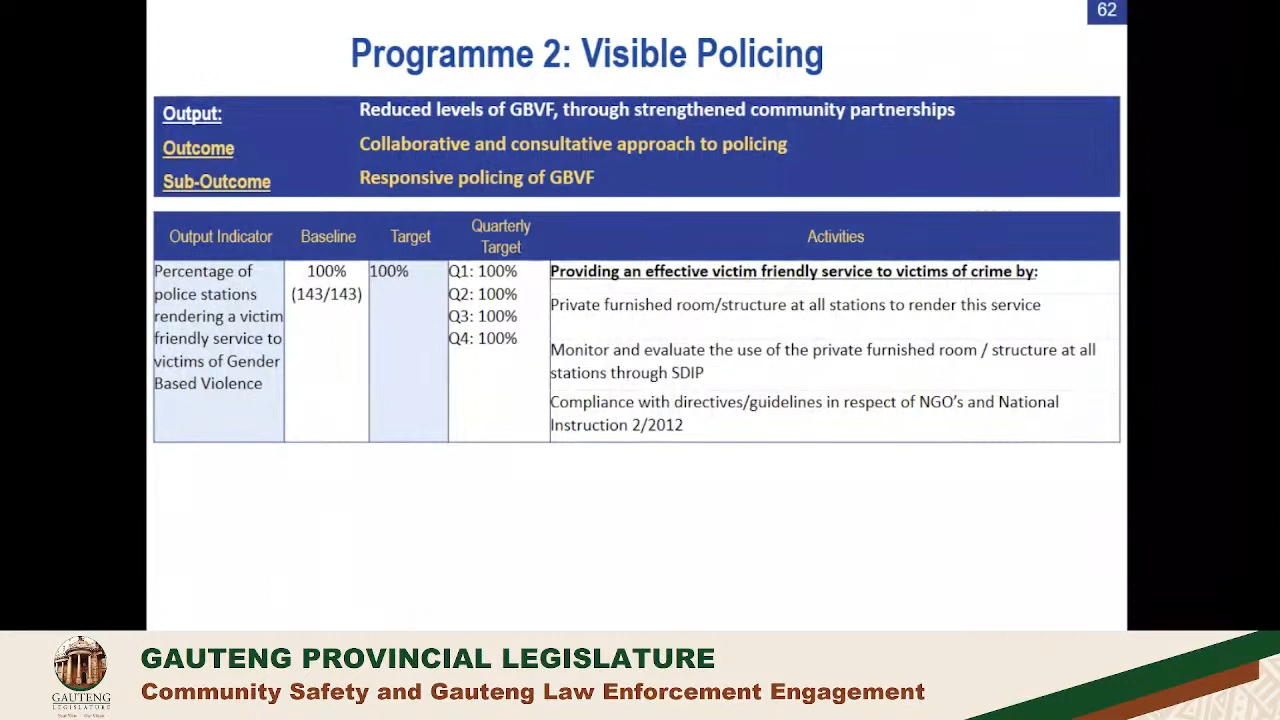 62
Programme 2: Visible Policing
Output: Reduced levels of GBVF, through strengthened community partnerships
Outcome Collaborative and consultative approach to policing
Sub-Outcome Responsive policing of GBVF
Output Indicator Baseline Target Quarterly Target Activities
Percentage of
police stations
rendering a victim
friendly service to
victims of Gender
Based Violence
100%
(143/143)
100%
Q1: 100%
Q2: 100%
Q3: 100%
Q4: 100%
Providing an effective victim friendly service to victims of crime by:
Private furnished room/structure at all stations to render this service
Monitor and evaluate the use of the private furnished room / structure at all
stations through SDIP
Compliance with directives/guidelines in respect of NGO's and National
Instruction 2/2012
GAUTENG PROVINCIAL LEGISLATURE
Community Safety and Gauteng Law Enforcement Engagement
GAUTENG
LEGISLATURE